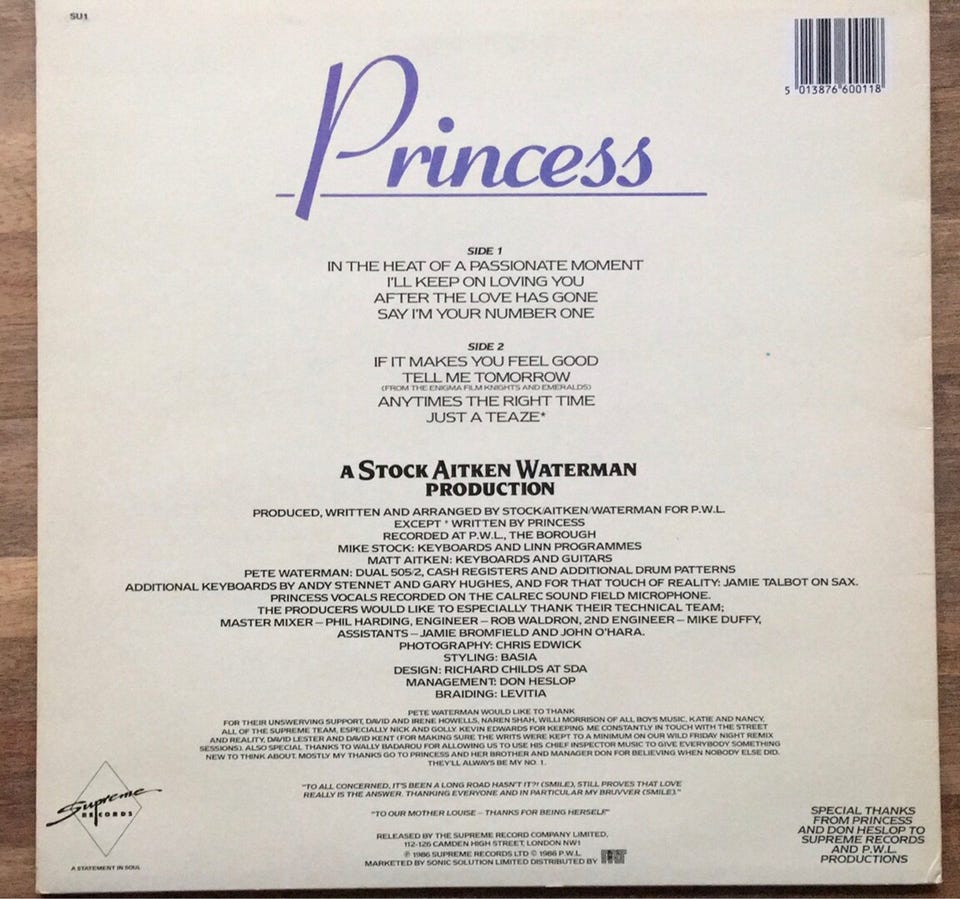 SU1
5 013876 600118
Princess
SIDE 1
IN THE HEAT OF A PASSIONATE MOMENT
I'LL KEEP ON LOVING YOU
AFTER THE LOVE HAS GONE
SAY I'M YOUR NUMBER ONE
SIDE 2
IF IT MAKES YOU FEEL GOOD
TELL ME TOMORROW
(FROM THE ENIGMA FILM KNIGHTS AND EMERALDS)
ANYTIMES THE RIGHT TIME
JUST A TEAZE*
A STOCK AITKEN WATERMAN
PRODUCTION
PRODUCED, WRITTEN AND ARRANGED BY STOCK/AITKEN/WATERMAN FOR P.W.L.
EXCEPT * WRITTEN BY PRINCESS
RECORDED AT P.W.L., THE BOROUGH
MIKE STOCK: KEYBOARDS AND LINN PROGRAMMES
MATT AITKEN: KEYBOARDS AND GUITARS
PETE WATERMAN: DUAL 505/2, CASH REGISTERS AND ADDITIONAL DRUM PATTERNS
ADDITIONAL KEYBOARDS BY ANDY STENNET AND GARY HUGHES, AND FOR THAT TOUCH OF REALITY: JAMIE TALBOT ON SAX.
PRINCESS VOCALS RECORDED ON THE CALREC SOUND FIELD MICROPHONE.
THE PRODUCERS WOULD LIKE TO ESPECIALLY THANK THEIR TECHNICAL TEAM;
MASTER MIXER – PHIL HARDING, ENGINEER – ROB WALDRON, 2ND ENGINEER – MIKE DUFFY,
ASSISTANTS – JAMIE BROMFIELD AND JOHN O'HARA.
PHOTOGRAPHY: CHRIS EDWICK
STYLING: BASIA
DESIGN: RICHARD CHILDS AT SDA
MANAGEMENT: DON HESLOP
BRAIDING: LEVITIA
PETE WATERMAN WOULD LIKE TO THANK
FOR THEIR UNSWERVING SUPPORT, DAVID AND IRENE HOWELLS, NAREN SHAH, WILLI MORRISON OF ALL BOYS MUSIC, KATIE AND NANCY,
ALL OF THE SUPREME TEAM, ESPECIALLY NICK AND GOLLY. KEVIN EDWARDS FOR KEEPING ME CONSTANTLY IN TOUCH WITH THE STREET
AND REALITY, DAVID LESTER AND DAVID KENT (FOR MAKING SURE THE WRITS WERE KEPT TO A MINIMUM ON OUR WILD FRIDAY NIGHT REMIX
SESSIONS). ALSO SPECIAL THANKS TO WALLY BADAROU FOR ALLOWING US TO USE HIS CHIEF INSPECTOR MUSIC TO GIVE EVERYBODY SOMETHING
NEW TO THINK ABOUT. MOSTLY MY THANKS GO TO PRINCESS AND HER BROTHER AND MANAGER DON FOR BELIEVING WHEN NOBODY ELSE DID.
THEY'LL ALWAYS BE MY NO. 1.
"TO ALL CONCERNED, IT'S BEEN A LONG ROAD HASN'T IT?! (SMILE), STILL PROVES THAT LOVE
REALLY IS THE ANSWER. THANKING EVERYONE AND IN PARTICULAR MY BRUVVER (SMILE)."
"TO OUR MOTHER LOUISE – THANKS FOR BEING HERSELF"
RELEASED BY THE SUPREME RECORD COMPANY LIMITED,
112-126 CAMDEN HIGH STREET, LONDON NW1
℗ 1986 SUPREME RECORDS LTD © 1986 P.W.L.
MARKETED BY SONIC SOLUTION LIMITED DISTRIBUTED BY
Supreme
RECORDS
A STATEMENT IN SOUL
SPECIAL THANKS
FROM PRINCESS
AND DON HESLOP TO
SUPREME RECORDS
AND P.W.L.
PRODUCTIONS